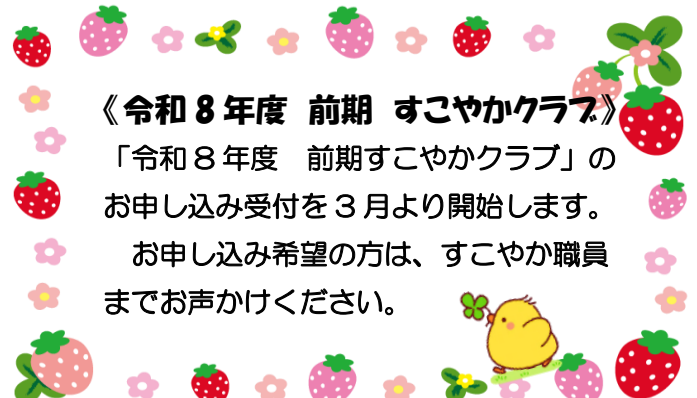 《令和８年度　前期　すこやかクラブ》
「令和８年度　前期すこやかクラブ」の
お申し込み受付を３月より開始します。
　お申し込み希望の方は、すこやか職員
までお声かけください。